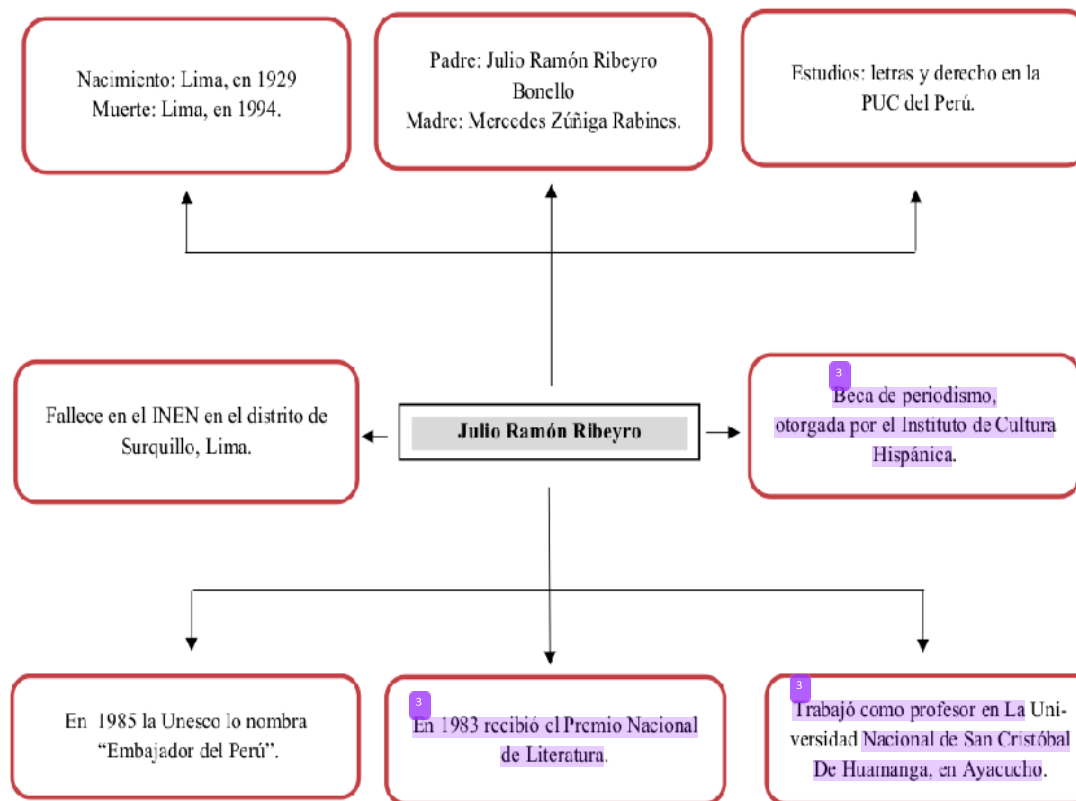 Nacimiento: Lima, en 1929
Muerte: Lima, en 1994.
Padre: Julio Ramón Ribeyro
Bonello
Madre: Mercedes Zúñiga Rabines.
Estudios: letras y derecho en la
PUC del Perú.
Fallece en el INEN en el distrito de
Surquillo, Lima.
Julio Ramón Ribeyro
3
Beca de periodismo,
otorgada por el Instituto de Cultura
Hispánica.
En 1985 la Unesco lo nombra
“Embajador del Perú”.
3
En 1983 recibió el Premio Nacional
de Literatura.
3
Trabajó como profesor en La Uni-
versidad Nacional de San Cristóbal
De Huamanga, en Ayacucho.